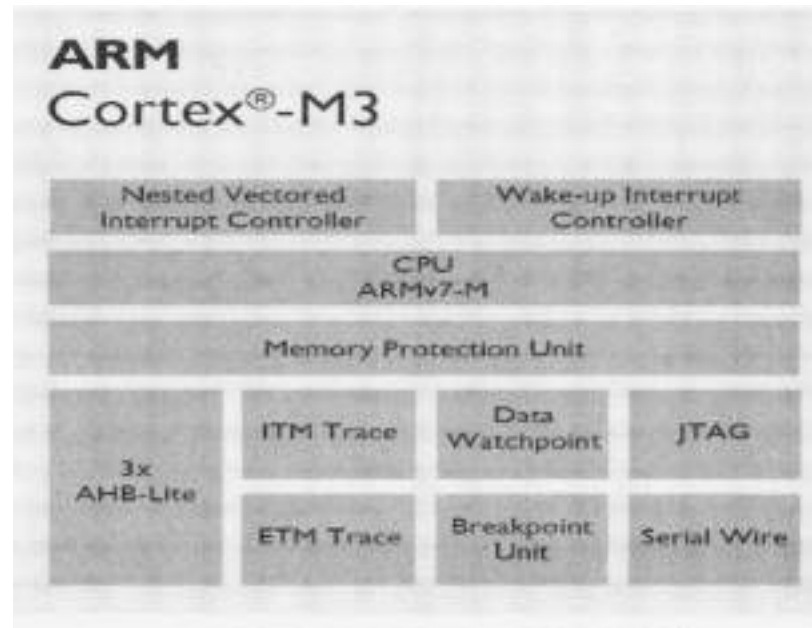 ARM
Cortex®-M3
Nested Vectored
Interrupt Controller
Wake-up Interrupt
Controller
CPU
ARMv7-M
Memory Protection Unit
3x
AHB-Lite
ITM Trace
Data
Watchpoint
JTAG
ETM Trace
Breakpoint
Unit
Serial Wire